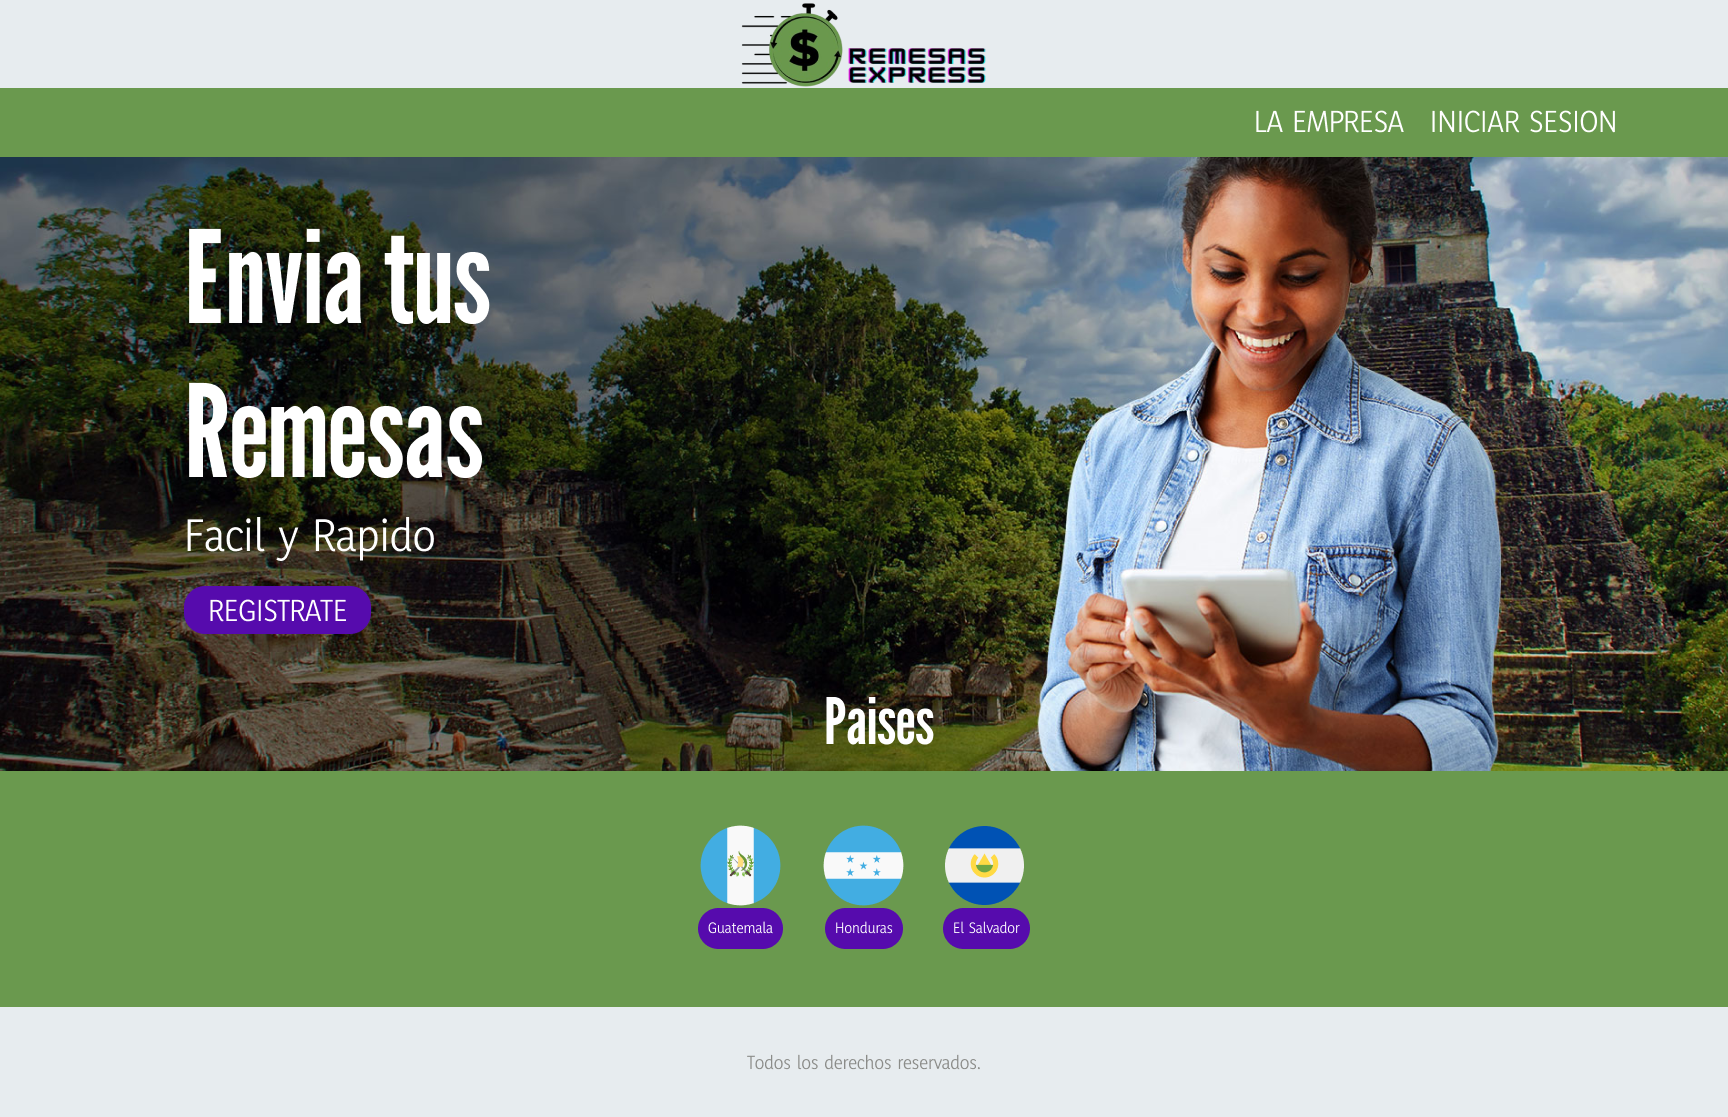 $
REMESAS
EXPRESS
LA EMPRESA INICIAR SESION
Envia tus
Remesas
Facil y Rapido
REGISTRATE
Paises
Guatemala Honduras El Salvador
Todos los derechos reservados.